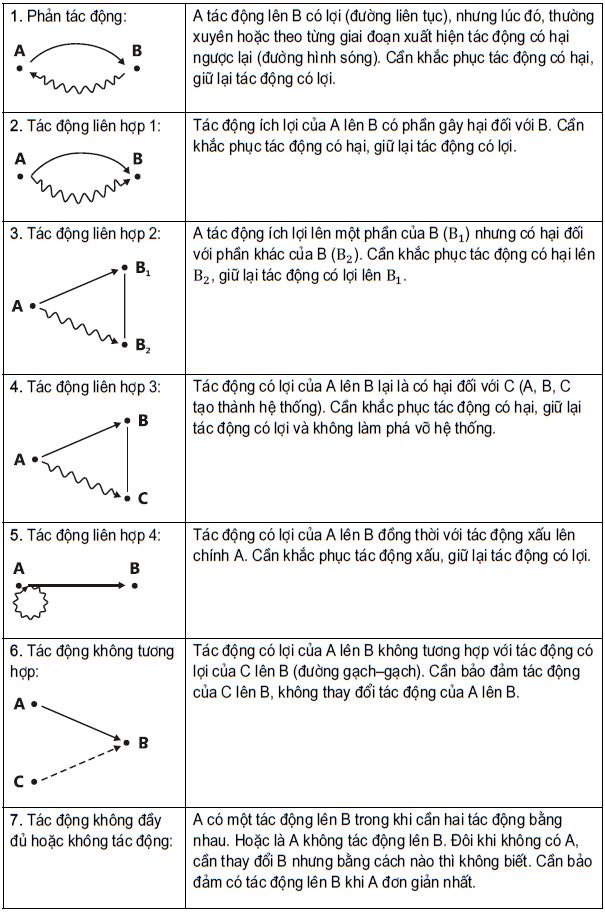 1. Phản tác động:
A B
A tác động lên B có lợi (đường liên tục), nhưng lúc đó, thường
xuyên hoặc theo từng giai đoạn xuất hiện tác động có hại
ngược lại (đường hình sóng). Cần khắc phục tác động có hại,
giữ lại tác động có lợi.
2. Tác động liên hợp 1:
A B
Tác động ích lợi của A lên B có phần gây hại đối với B. Cần
khắc phục tác động có hại, giữ lại tác động có lợi.
3. Tác động liên hợp 2:
B₁
A
B₂
A tác động ích lợi lên một phần của B (B₁) nhưng có hại đối
với phần khác của B (B₂). Cần khắc phục tác động có hại lên
B₂, giữ lại tác động có lợi lên B₁.
4. Tác động liên hợp 3:
B
A
C
Tác động có lợi của A lên B lại là có hại đối với C (A, B, C
tạo thành hệ thống). Cần khắc phục tác động có hại, giữ lại
tác động có lợi và không làm phá vỡ hệ thống.
5. Tác động liên hợp 4:
A B
Tác động có lợi của A lên B đồng thời với tác động xấu lên
chính A. Cần khắc phục tác động xấu, giữ lại tác động có lợi.
6. Tác động không tương
hợp:
A
B
C
Tác động có lợi của A lên B không tương hợp với tác động có
lợi của C lên B (đường gạch–gạch). Cần bảo đảm tác động
của C lên B, không thay đổi tác động của A lên B.
7. Tác động không đầy
đủ hoặc không tác động:
A có một tác động lên B trong khi cần hai tác động bằng
nhau. Hoặc là A không tác động lên B. Đôi khi không có A,
cần thay đổi B nhưng bằng cách nào thì không biết. Cần bảo
đảm có tác động lên B khi A đơn giản nhất.